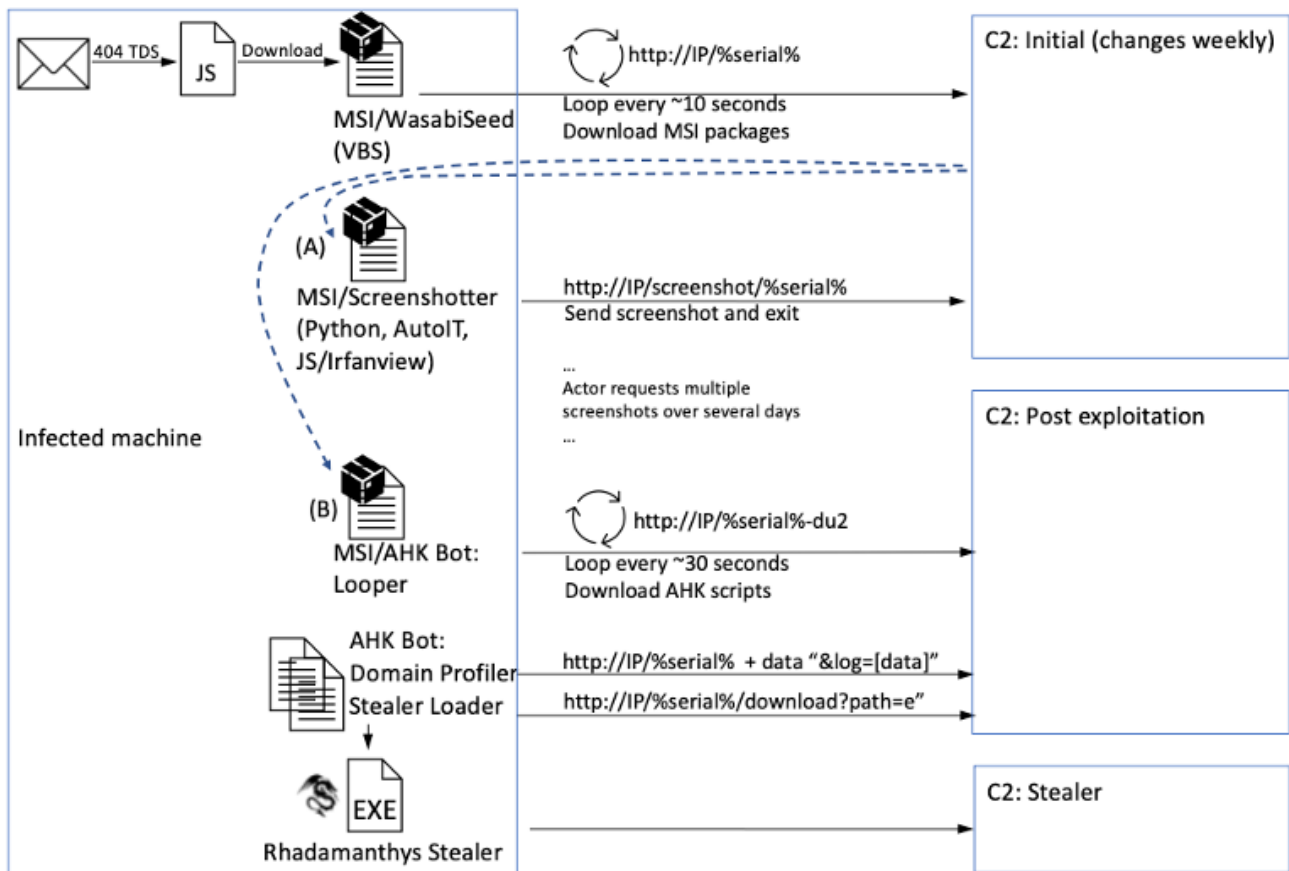 404 TDS
JS
Download
MSI/WasabiSeed
(VBS)
http://IP/%serial%
Loop every ~10 seconds
Download MSI packages
C2: Initial (changes weekly)
(A)
MSI/Screenshotter
(Python, AutoIT,
JS/Irfanview)
http://IP/screenshot/%serial%
Send screenshot and exit
...
Actor requests multiple
screenshots over several days
...
C2: Post exploitation
Infected machine
(B)
MSI/AHK Bot:
Looper
http://IP/%serial%-du2
Loop every ~30 seconds
Download AHK scripts
AHK Bot:
Domain Profiler
Stealer Loader
http://IP/%serial% + data “&log=[data]”
http://IP/%serial%/download?path=e”
EXE
Rhadamanthys Stealer
C2: Stealer